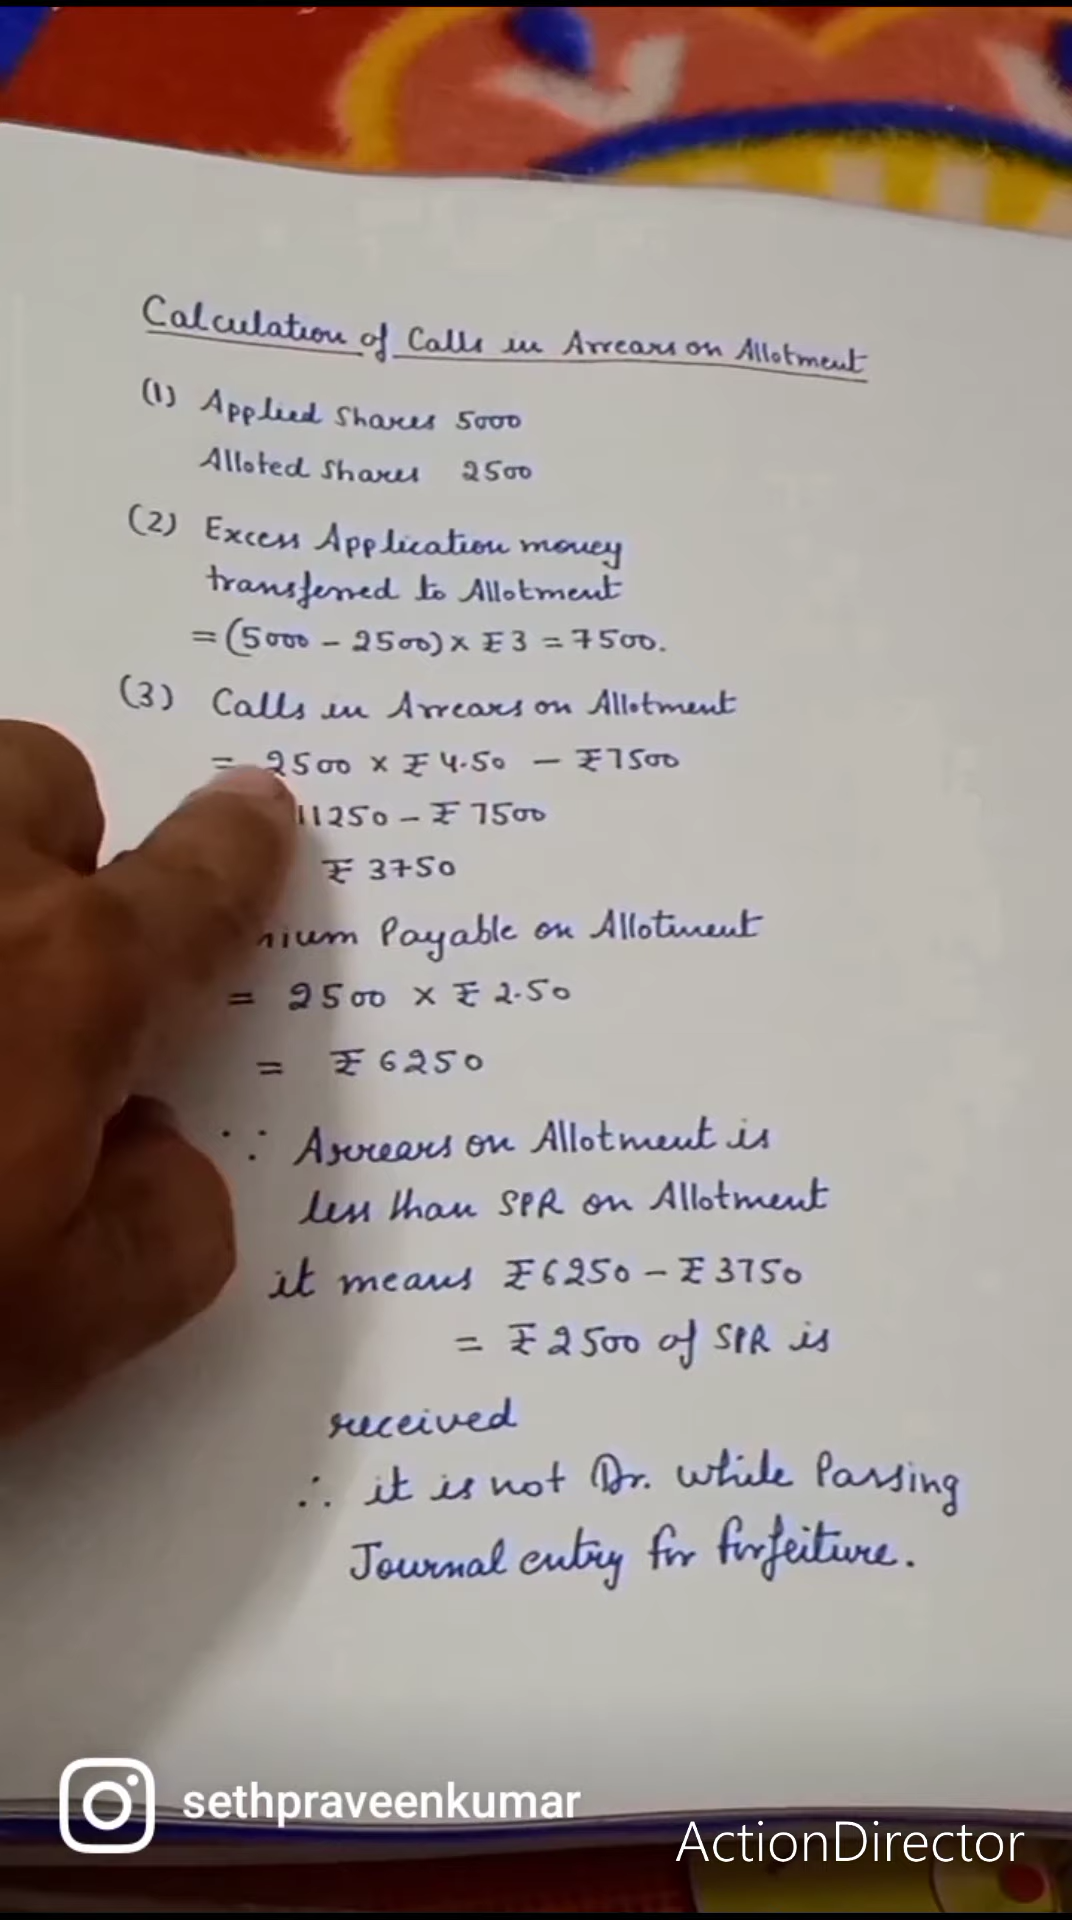 Calculation of Calls in Arrears on Allotment
(1) Applied Shares 5000
Alloted Shares 2500
(2) Excess Application money
transferred to Allotment
= (5000 - 2500) x ₹3 = 7500.
(3) Calls in Arrears on Allotment
= 2500 x ₹4.50 - ₹7500
11250 - ₹7500
₹3750
nium Payable on Allotment
= 2500 x ₹2.50
= ₹6250
∵ Arrears on Allotment is
less than SPR on Allotment
it means ₹6250 - ₹3750
= ₹2500 of SPR is
received
∴ it is not Dr. while Passing
Journal entry for forfeiture.
sethpraveenkumar
ActionDirector